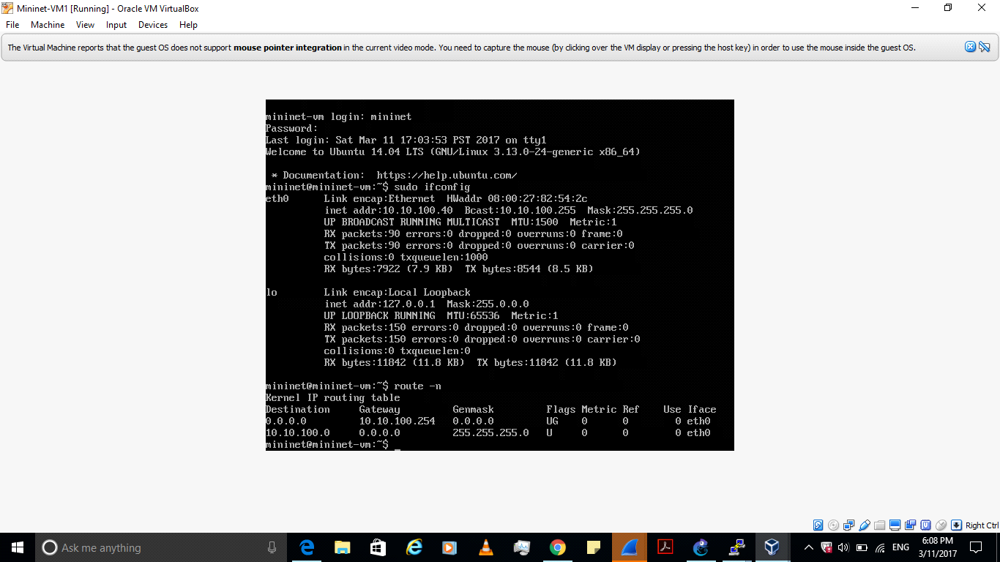 Mininet-VM1 [Running] - Oracle VM VirtualBox
File Machine View Input Devices Help
The Virtual Machine reports that the guest OS does not support mouse pointer integration in the current video mode. You need to capture the mouse (by clicking over the VM display or pressing the host key) in order to use the mouse inside the guest OS.
mininet-vm login: mininet
Password:
Last login: Sat Mar 11 17:03:53 PST 2017 on tty1
Welcome to Ubuntu 14.04 LTS (GNU/Linux 3.13.0-24-generic x86_64)
* Documentation: https://help.ubuntu.com/
mininet@mininet-vm:~$ sudo ifconfig
eth0 Link encap:Ethernet HWaddr 08:00:27:82:54:2c
inet addr:10.10.100.40 Bcast:10.10.100.255 Mask:255.255.255.0
UP BROADCAST RUNNING MULTICAST MTU:1500 Metric:1
RX packets:90 errors:0 dropped:0 overruns:0 frame:0
TX packets:90 errors:0 dropped:0 overruns:0 carrier:0
collisions:0 txqueuelen:1000
RX bytes:7922 (7.9 KB) TX bytes:8544 (8.5 KB)
lo Link encap:Local Loopback
inet addr:127.0.0.1 Mask:255.0.0.0
UP LOOPBACK RUNNING MTU:65536 Metric:1
RX packets:150 errors:0 dropped:0 overruns:0 frame:0
TX packets:150 errors:0 dropped:0 overruns:0 carrier:0
collisions:0 txqueuelen:0
RX bytes:11842 (11.8 KB) TX bytes:11842 (11.8 KB)
mininet@mininet-vm:~$ route -n
Kernel IP routing table
Destination Gateway Genmask Flags Metric Ref Use Iface
0.0.0.0 10.10.100.254 0.0.0.0 UG 0 0 0 eth0
10.10.100.0 0.0.0.0 255.255.255.0 U 0 0 0 eth0
mininet@mininet-vm:~$ _
Right Ctrl
Ask me anything
ENG
6:08 PM
3/11/2017